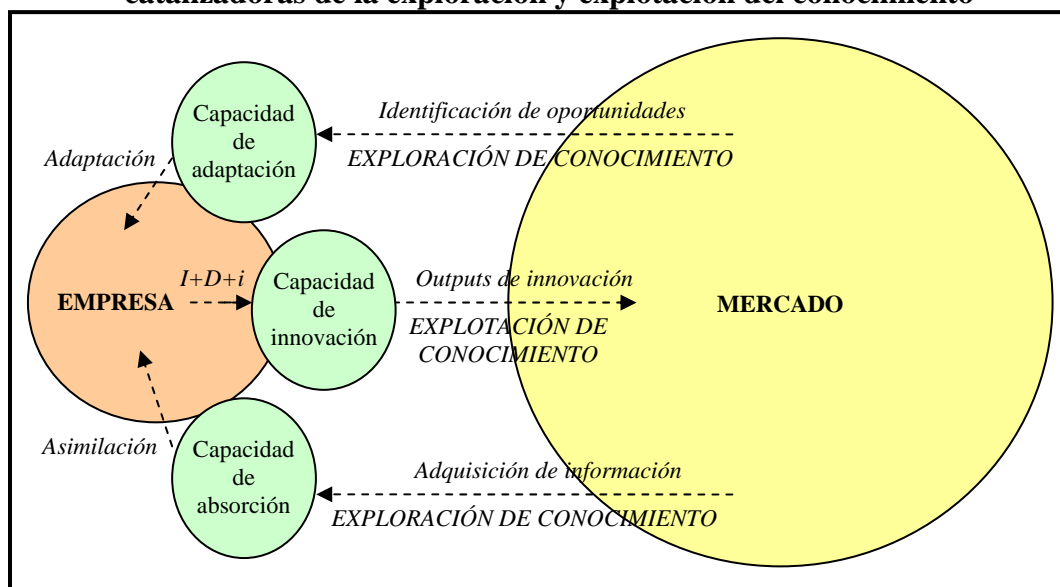 catalizadoras de la exploración y explotación del conocimiento
Capacidad
de
adaptación
Identificación de oportunidades
EXPLORACIÓN DE CONOCIMIENTO
Adaptación
EMPRESA
I+D+i
Capacidad
de
innovación
Outputs de innovación
EXPLOTACIÓN DE
CONOCIMIENTO
MERCADO
Asimilación
Capacidad
de
absorción
Adquisición de información
EXPLORACIÓN DE CONOCIMIENTO